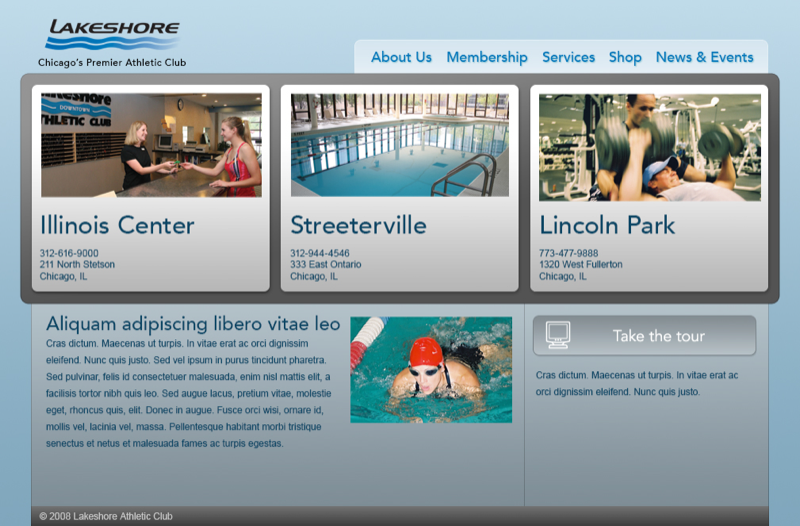 LAKESHORE
Chicago's Premier Athletic Club
About Us Membership Services Shop News & Events
Lakeshore
DOWNTOWN
ATHLETIC CLUB
Illinois Center
312-616-9000
211 North Stetson
Chicago, IL
Streeterville
312-944-4546
333 East Ontario
Chicago, IL
Lincoln Park
773-477-9888
1320 West Fullerton
Chicago, IL
Aliquam adipiscing libero vitae leo
Cras dictum. Maecenas ut turpis. In vitae erat ac orci dignissim
eleifend. Nunc quis justo. Sed vel ipsum in purus tincidunt pharetra.
Sed pulvinar, felis id consectetuer malesuada, enim nisl mattis elit, a
facilisis tortor nibh quis leo. Sed augue lacus, pretium vitae, molestie
eget, rhoncus quis, elit. Donec in augue. Fusce orci wisi, ornare id,
mollis vel, lacinia vel, massa. Pellentesque habitant morbi tristique
senectus et netus et malesuada fames ac turpis egestas.
Take the tour
Cras dictum. Maecenas ut turpis. In vitae erat ac
orci dignissim eleifend. Nunc quis justo.
© 2008 Lakeshore Athletic Club